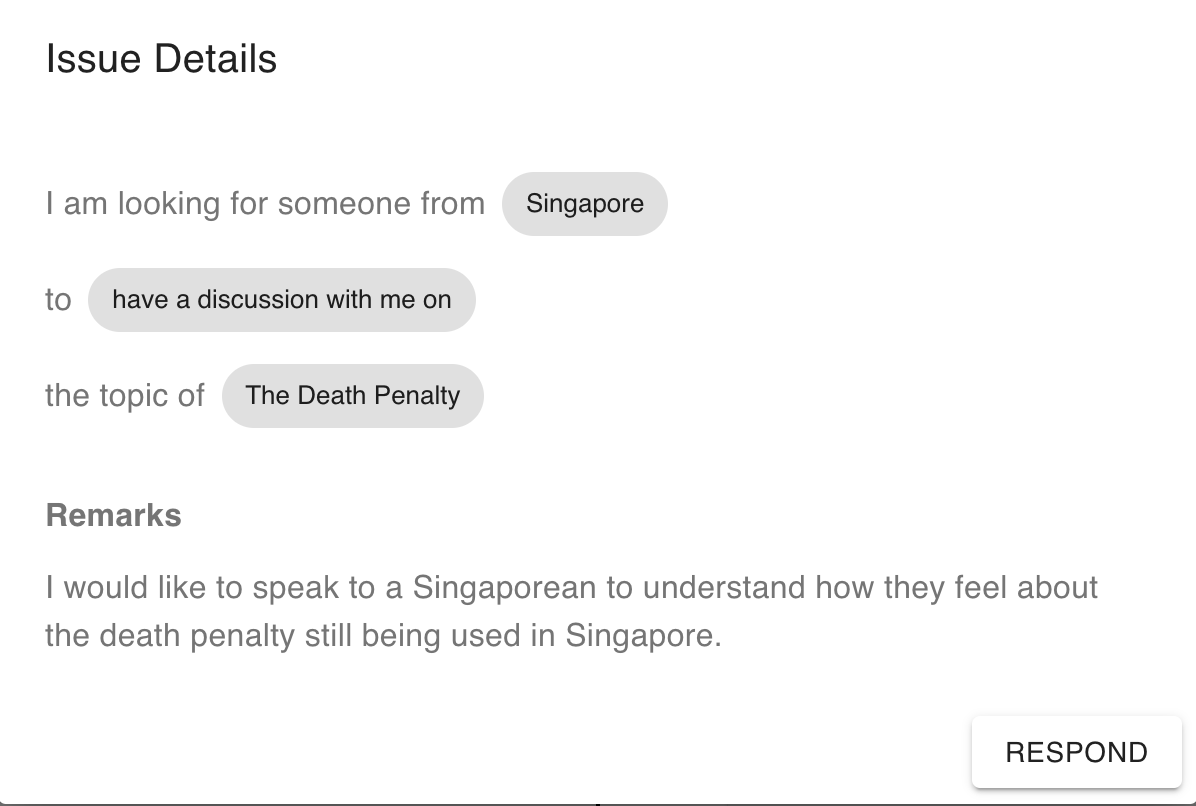 Issue Details
I am looking for someone from Singapore
to have a discussion with me on
the topic of The Death Penalty
Remarks
I would like to speak to a Singaporean to understand how they feel about
the death penalty still being used in Singapore.
RESPOND